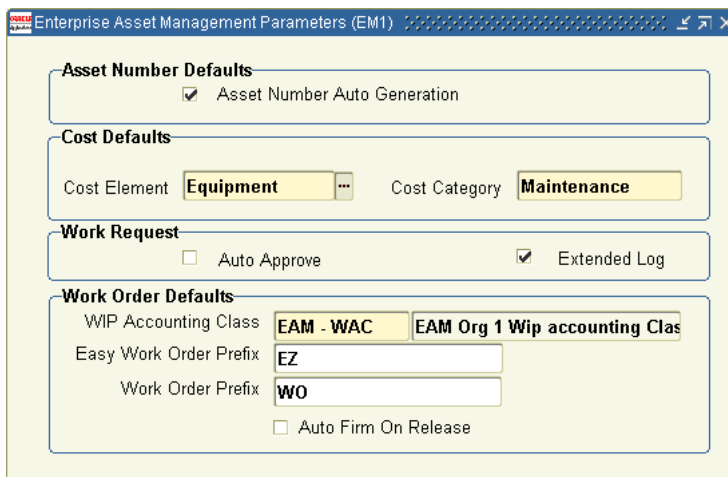 ORACLE
Enterprise Asset Management Parameters (EM1)
Asset Number Defaults
Asset Number Auto Generation
Cost Defaults
Cost Element Equipment ... Cost Category Maintenance
Work Request
Auto Approve Extended Log
Work Order Defaults
WIP Accounting Class EAM - WAC EAM Org 1 Wip accounting Clas
Easy Work Order Prefix EZ
Work Order Prefix WO
Auto Firm On Release